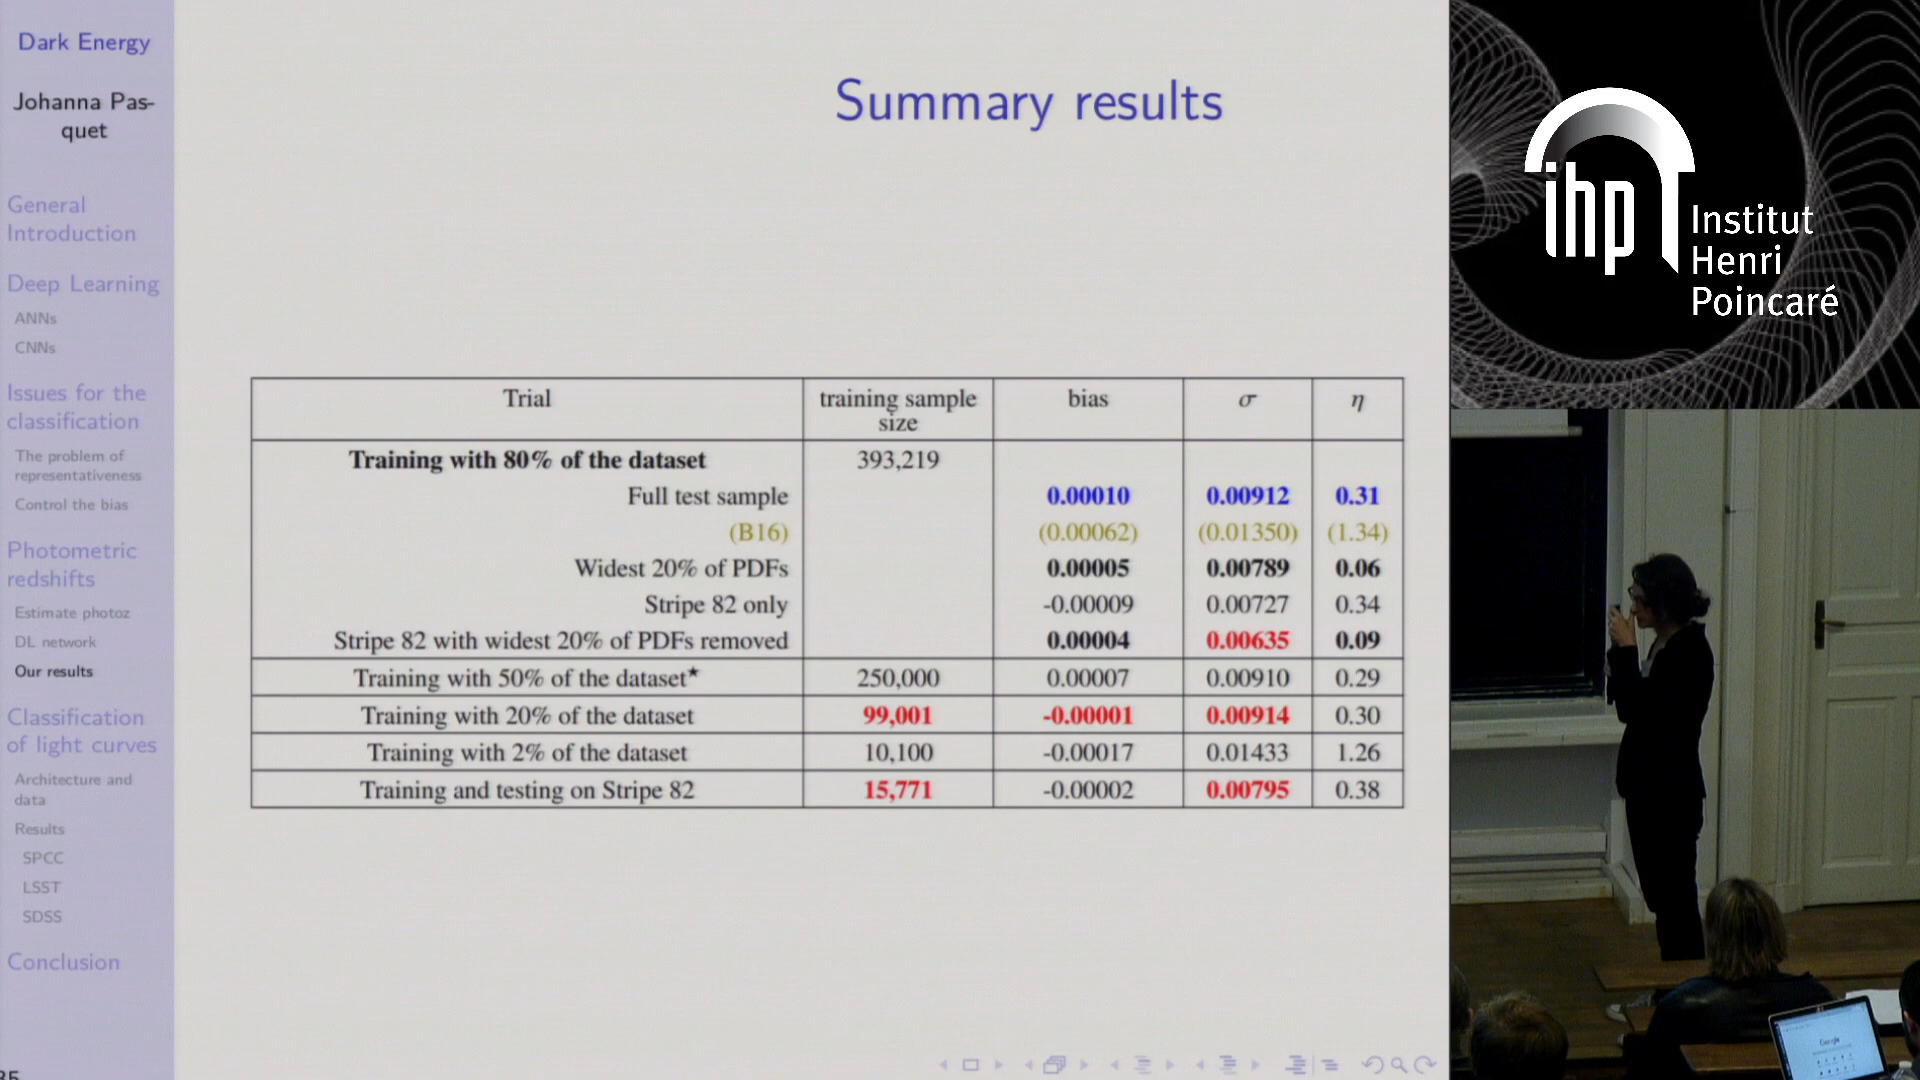 Dark Energy
Johanna Pas-
quet
General
Introduction
Deep Learning
ANNs
CNNs
Issues for the
classification
The problem of
representativeness
Control the bias
Photometric
redshifts
Estimate photoz
DL network
Our results
Classification
of light curves
Architecture and
data
Results
SPCC
LSST
SDSS
Conclusion
Summary results
Trial training sample size bias σ η
Training with 80% of the dataset 393,219
Full test sample 0.00010 0.00912 0.31
(B16) (0.00062) (0.01350) (1.34)
Widest 20% of PDFs 0.00005 0.00789 0.06
Stripe 82 only -0.00009 0.00727 0.34
Stripe 82 with widest 20% of PDFs removed 0.00004 0.00635 0.09
Training with 50% of the dataset★ 250,000 0.00007 0.00910 0.29
Training with 20% of the dataset 99,001 -0.00001 0.00914 0.30
Training with 2% of the dataset 10,100 -0.00017 0.01433 1.26
Training and testing on Stripe 82 15,771 -0.00002 0.00795 0.38
ihp
Institut
Henri
Poincaré
Google